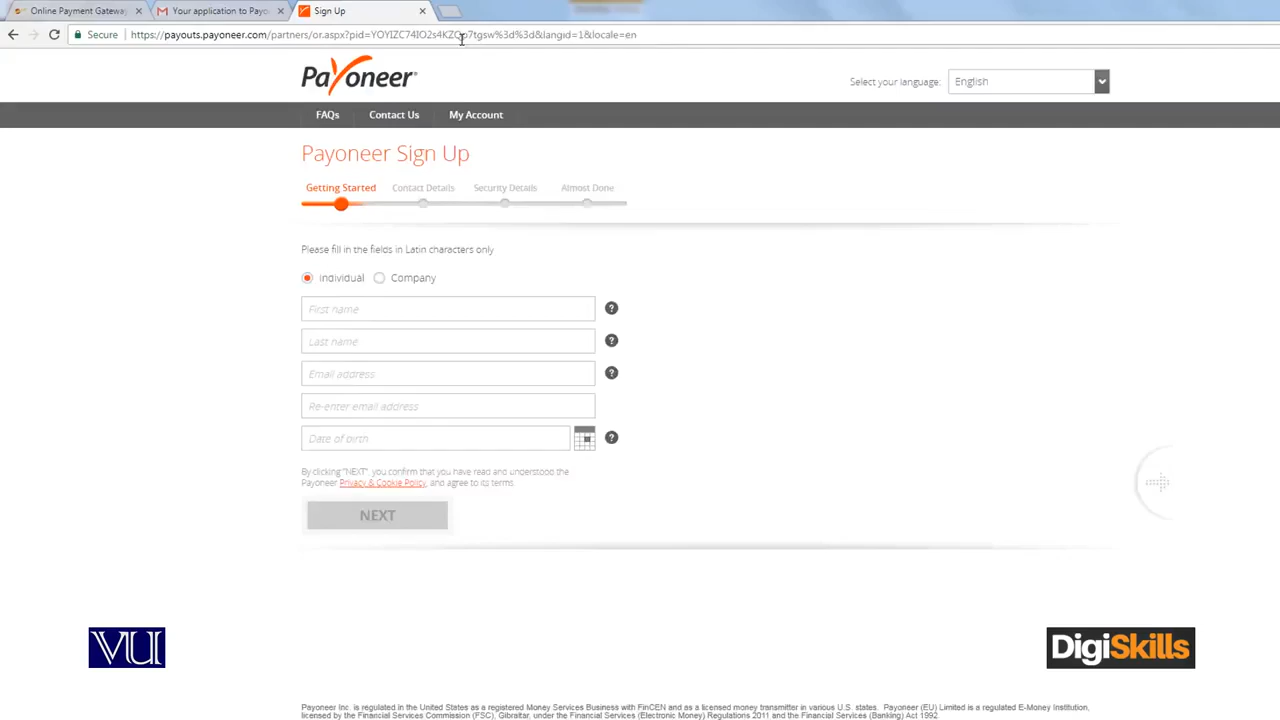 Online Payment Gateway
Your application to Payo
Sign Up
Secure
https://payouts.payoneer.com/partners/or.aspx?pid=YOYIZC74IO2s4KZ
7tgsw%3d%3d&langid=1&locale=en
Payoneer
Select your language:
English
FAQs
Contact Us
My Account
Payoneer Sign Up
Getting Started
Contact Details
Security Details
Almost Done
Please fill in the fields in Latin characters only
Individual
Company
First name
?
Last name
?
Email address
?
Re-enter email address
Date of birth
?
By clicking "NEXT", you confirm that you have read and understood the
Payoneer Privacy & Cookie Policy, and agree to its terms
NEXT
VU
DigiSkills
Payoneer Inc. is regulated in the United States as a registered Money Services Business with FinCEN and as a licensed money transmitter in various U.S. states. Payoneer (EU) Limited is a regulated E-Money Institution,
licensed by the Financial Services Commission (FSC), Gibraltar, under the Financial Services (Electronic Money) Regulations 2011 and the Financial Services (Banking) Act 1992.